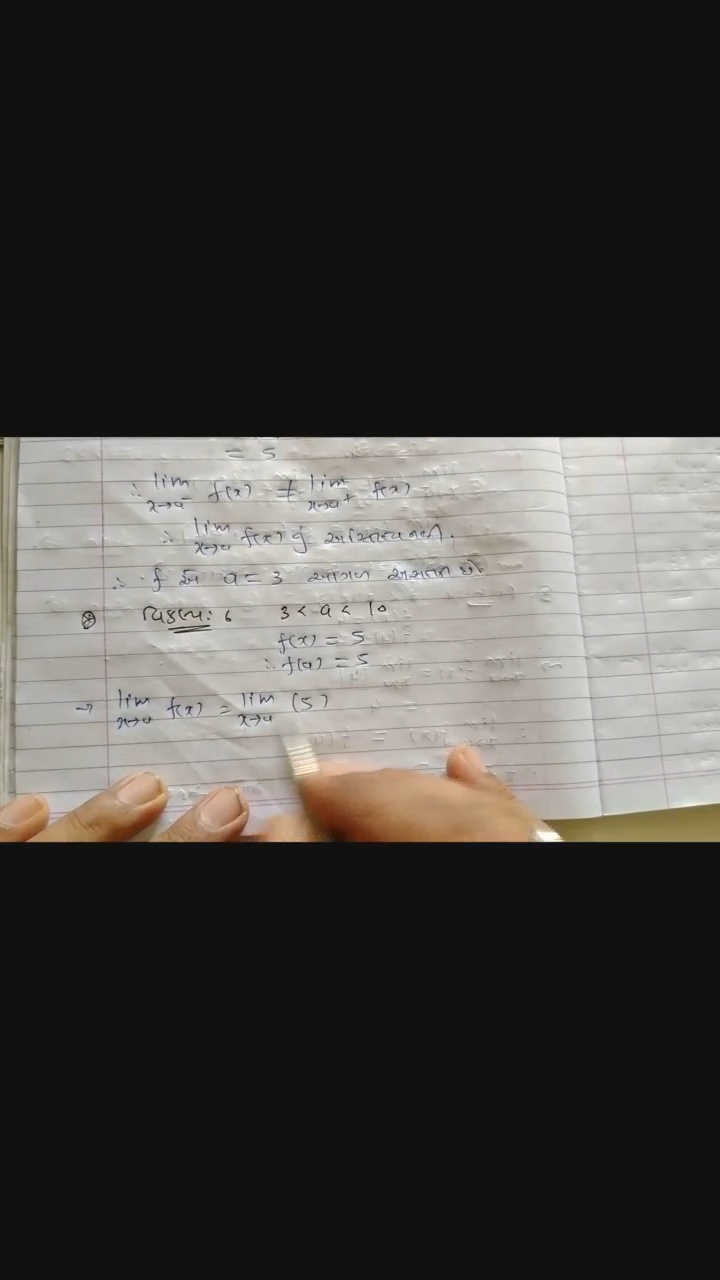 = 5
∴ lim x→a⁻ f(x) ≠ lim x→a⁺ f(x)
∴ lim x→a f(x) નું અસ્તિત્વ નથી.
∴ f એ a = 3 આગળ અસતત છે.
⊛ વિકલ્પ: 6 3 < a < 10
f(x) = 5
∴ f(a) = 5
→ lim x→a f(x) = lim x→a (5)